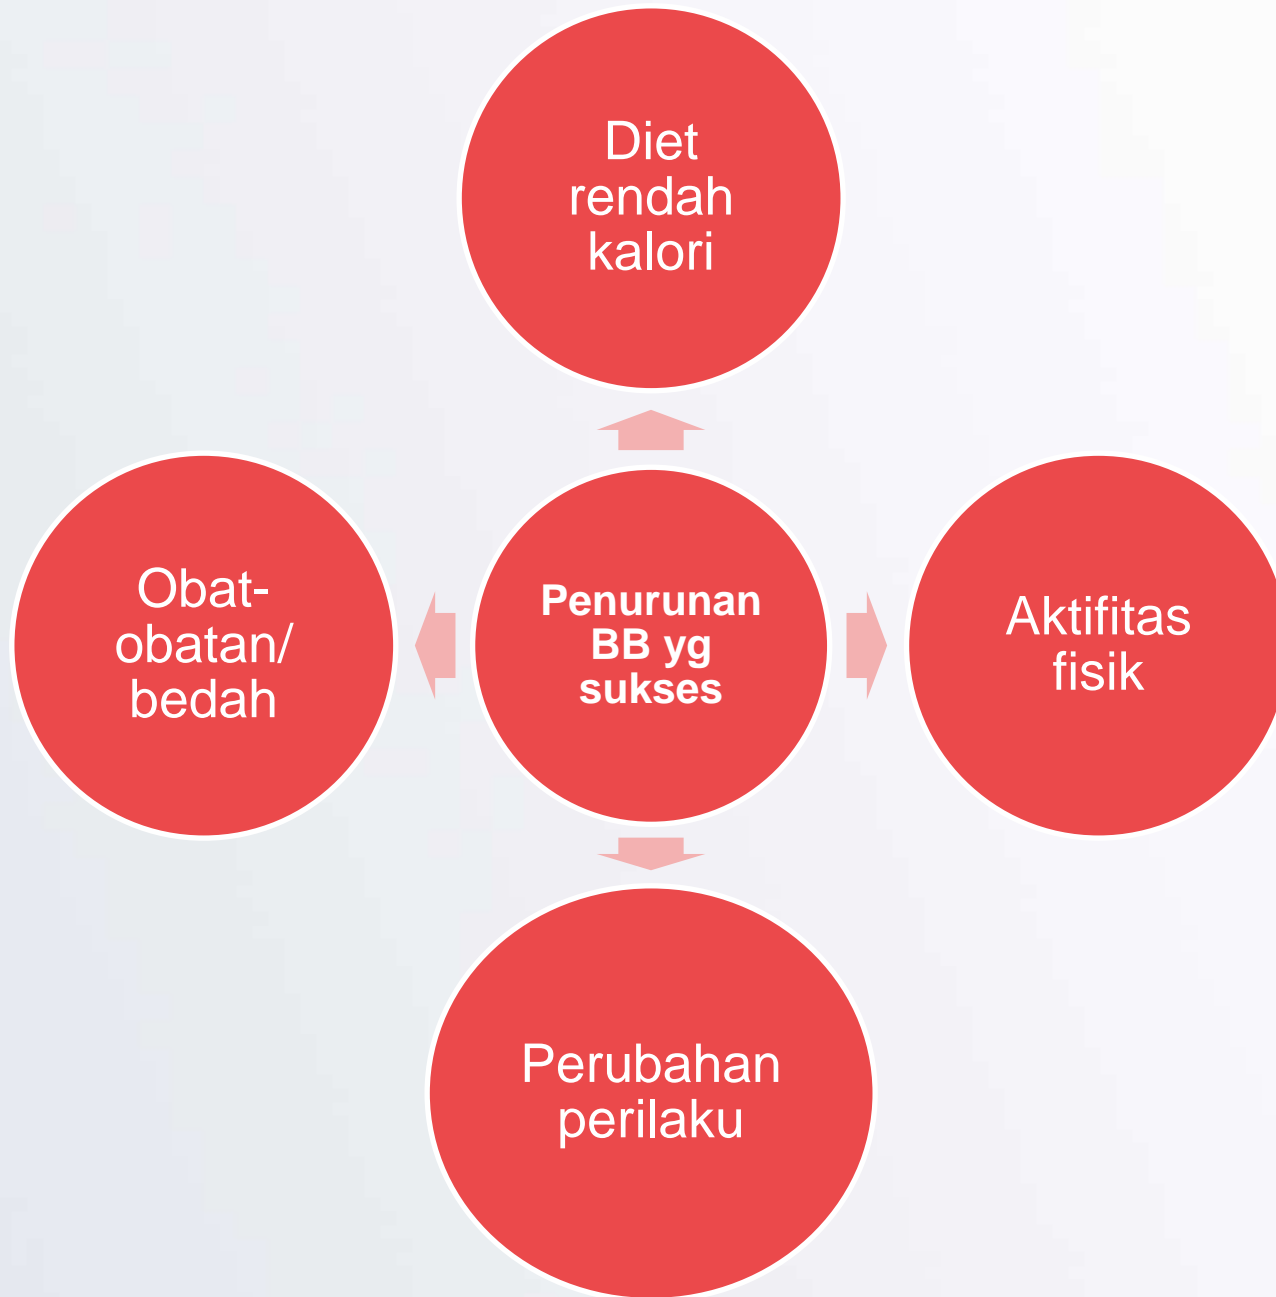 Diet
rendah
kalori
Obat-
obatan/
bedah
Penurunan
BB yg
sukses
Aktifitas
fisik
Perubahan
perilaku